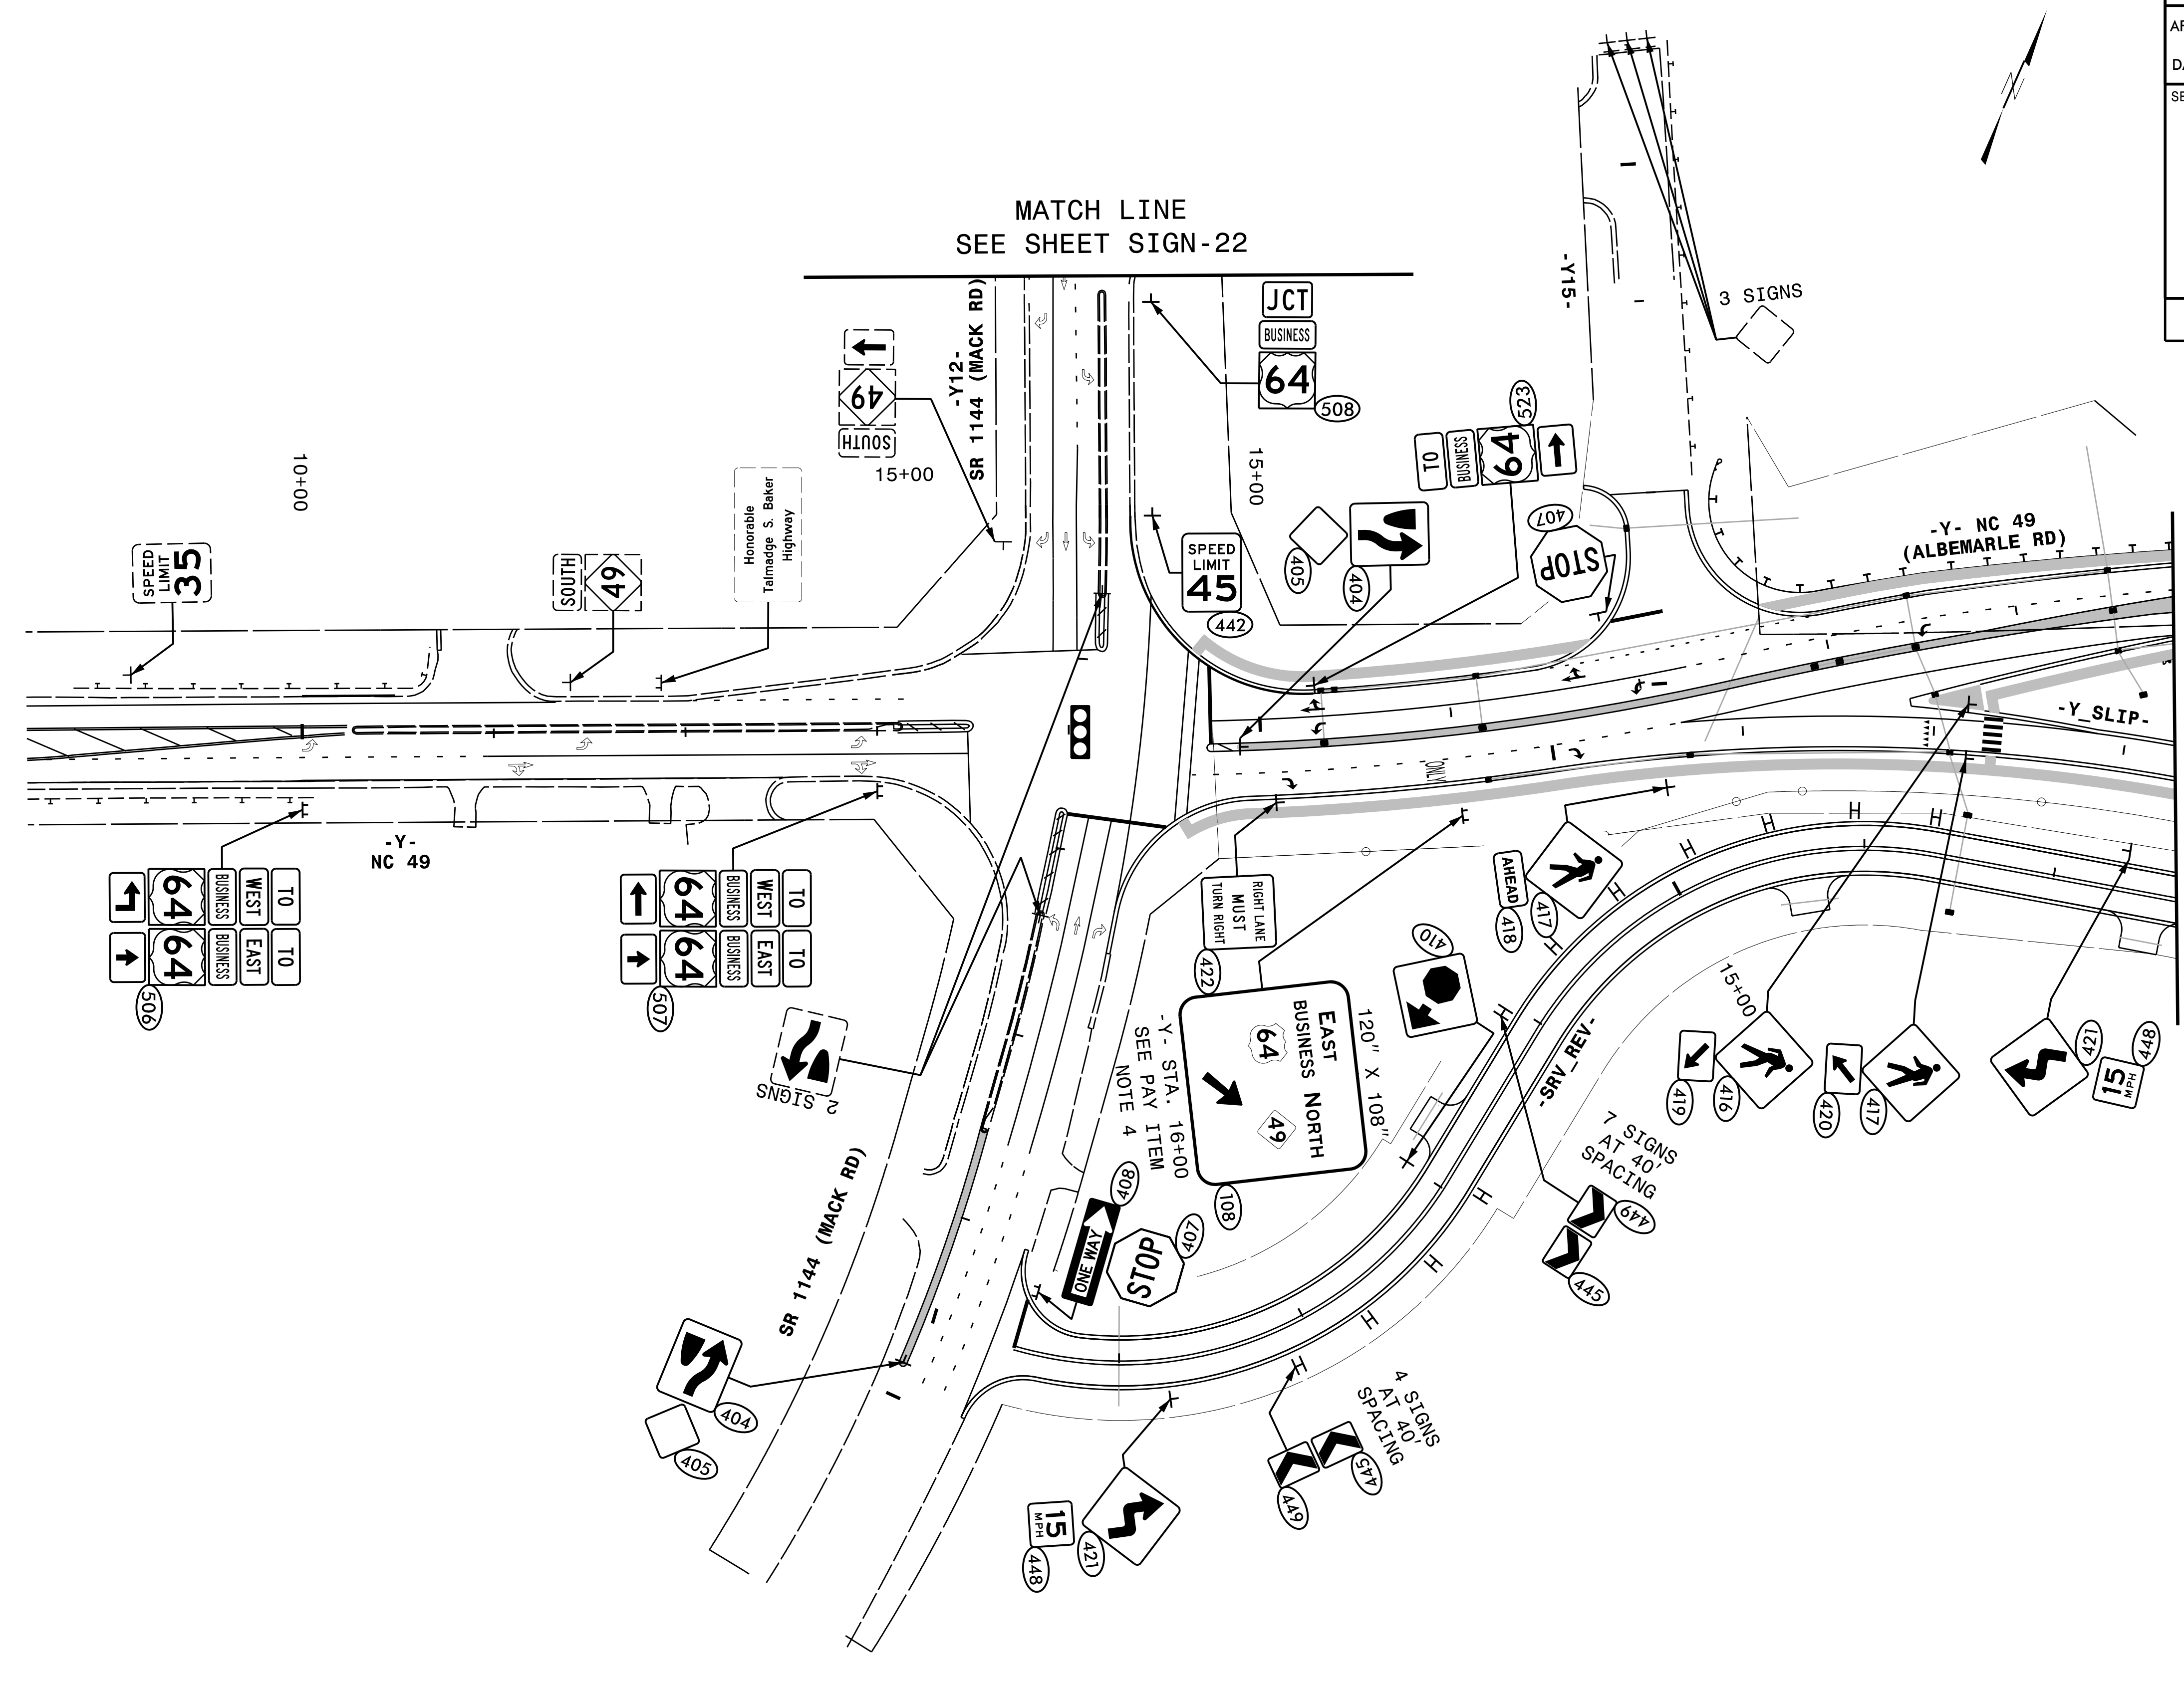 AF
DA
SE
MATCH LINE
SEE SHEET SIGN-22
-Y15-
3 SIGNS
JCT
BUSINESS
64
508
-Y12-
SR 1144 (MACK RD)
49
SOUTH
15+00
10+00
15+00
TO
BUSINESS
64
523
SPEED
LIMIT
35
SOUTH
49
Honorable
Talmadge S. Baker
Highway
SPEED
LIMIT
45
442
405
404
407
STOP
-Y- NC 49
(ALBEMARLE RD)
-Y_SLIP-
ONLY
-Y-
NC 49
TO
WEST
BUSINESS
64
TO
EAST
BUSINESS
64
506
TO
WEST
BUSINESS
64
TO
EAST
BUSINESS
64
507
RIGHT LANE
MUST
TURN RIGHT
422
AHEAD
418
417
410
EAST
BUSINESS
64
NORTH
49
120" X 108"
108
-Y- STA. 16+00
SEE PAY ITEM
NOTE 4
2 SIGNS
15+00
-SRV_REV-
419
416
420
417
421
448
15
MPH
7 SIGNS
AT 40'
SPACING
449
445
SR 1144 (MACK RD)
408
ONE WAY
407
STOP
404
405
4 SIGNS
AT 40'
SPACING
445
449
15
MPH
448
421